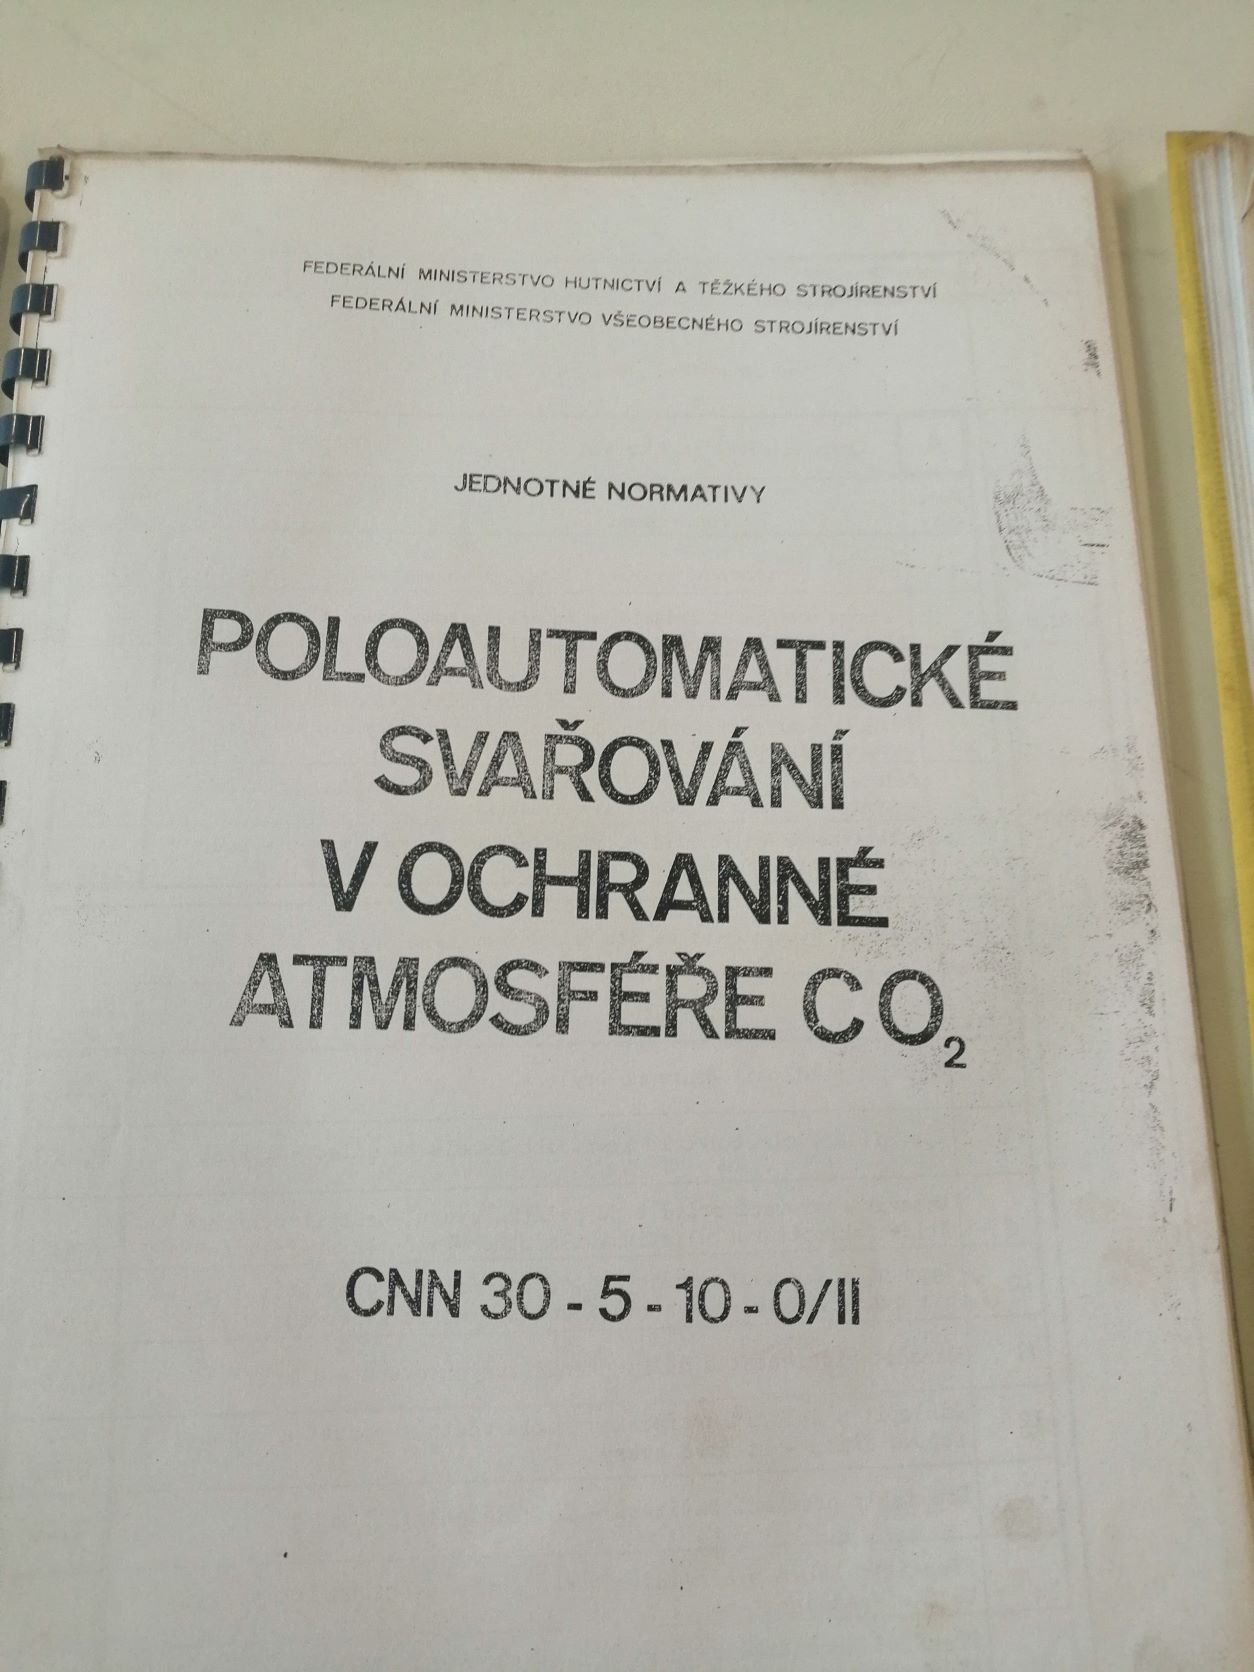 FEDERÁLNÍ MINISTERSTVO HUTNICTVÍ A TĚŽKÉHO STROJÍRENSTVÍ
FEDERÁLNÍ MINISTERSTVO VŠEOBECNÉHO STROJÍRENSTVÍ
JEDNOTNÉ NORMATIVY
POLOAUTOMATICKÉ
SVAŘOVÁNÍ
V OCHRANNÉ
ATMOSFÉŘE CO₂
CNN 30 - 5 - 10 - 0/II